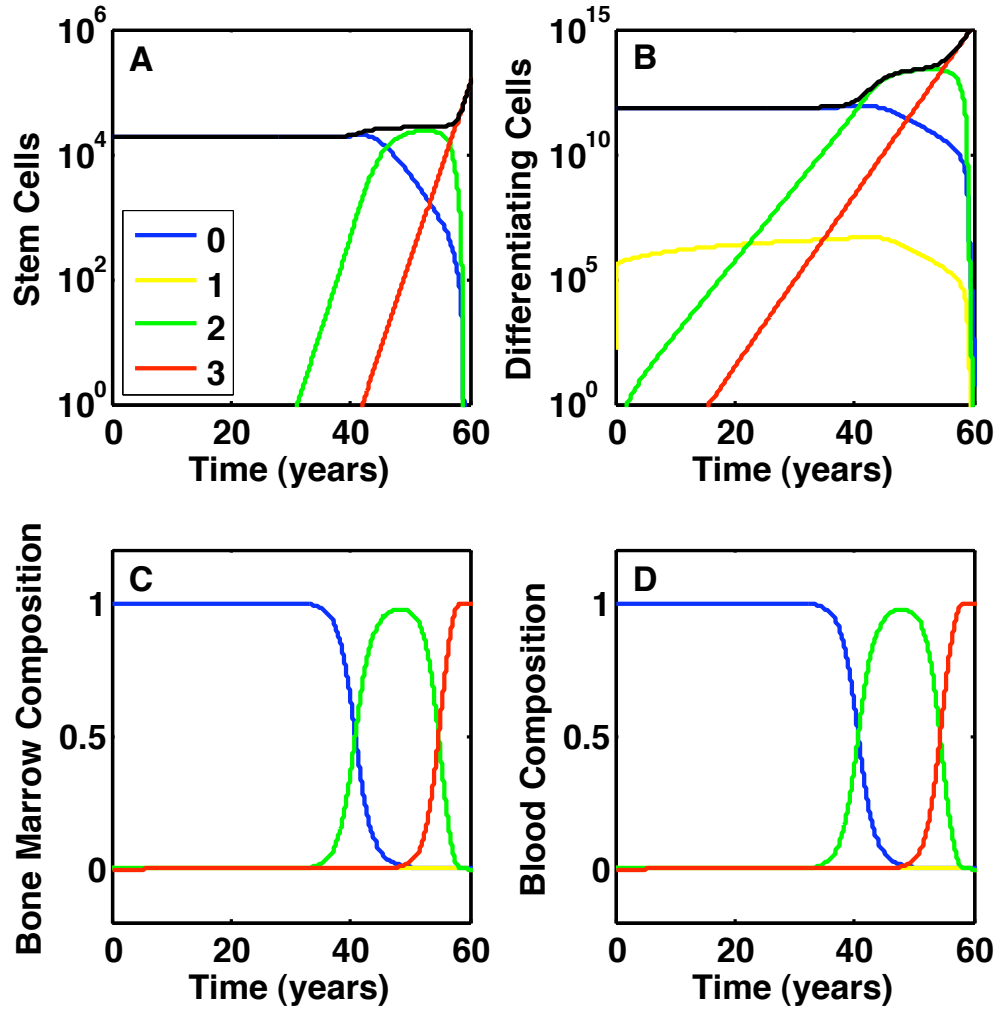 A
Stem Cells
10^6
10^4
10^2
10^0
0
1
2
3
0 20 40 60
Time (years)
B
Differentiating Cells
10^15
10^10
10^5
10^0
0 20 40 60
Time (years)
C
Bone Marrow Composition
1
0.5
0
0 20 40 60
Time (years)
D
Blood Composition
1
0.5
0
0 20 40 60
Time (years)